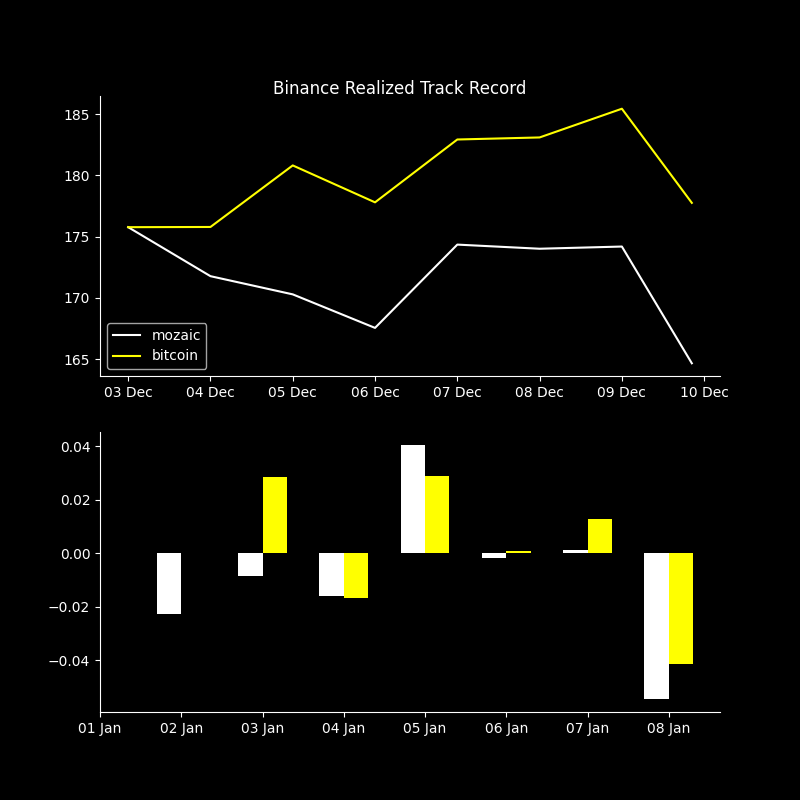 Binance Realized Track Record
185
180
175
170
165
mozaic
bitcoin
03 Dec 04 Dec 05 Dec 06 Dec 07 Dec 08 Dec 09 Dec 10 Dec
0.04
0.02
0.00
−0.02
−0.04
01 Jan 02 Jan 03 Jan 04 Jan 05 Jan 06 Jan 07 Jan 08 Jan